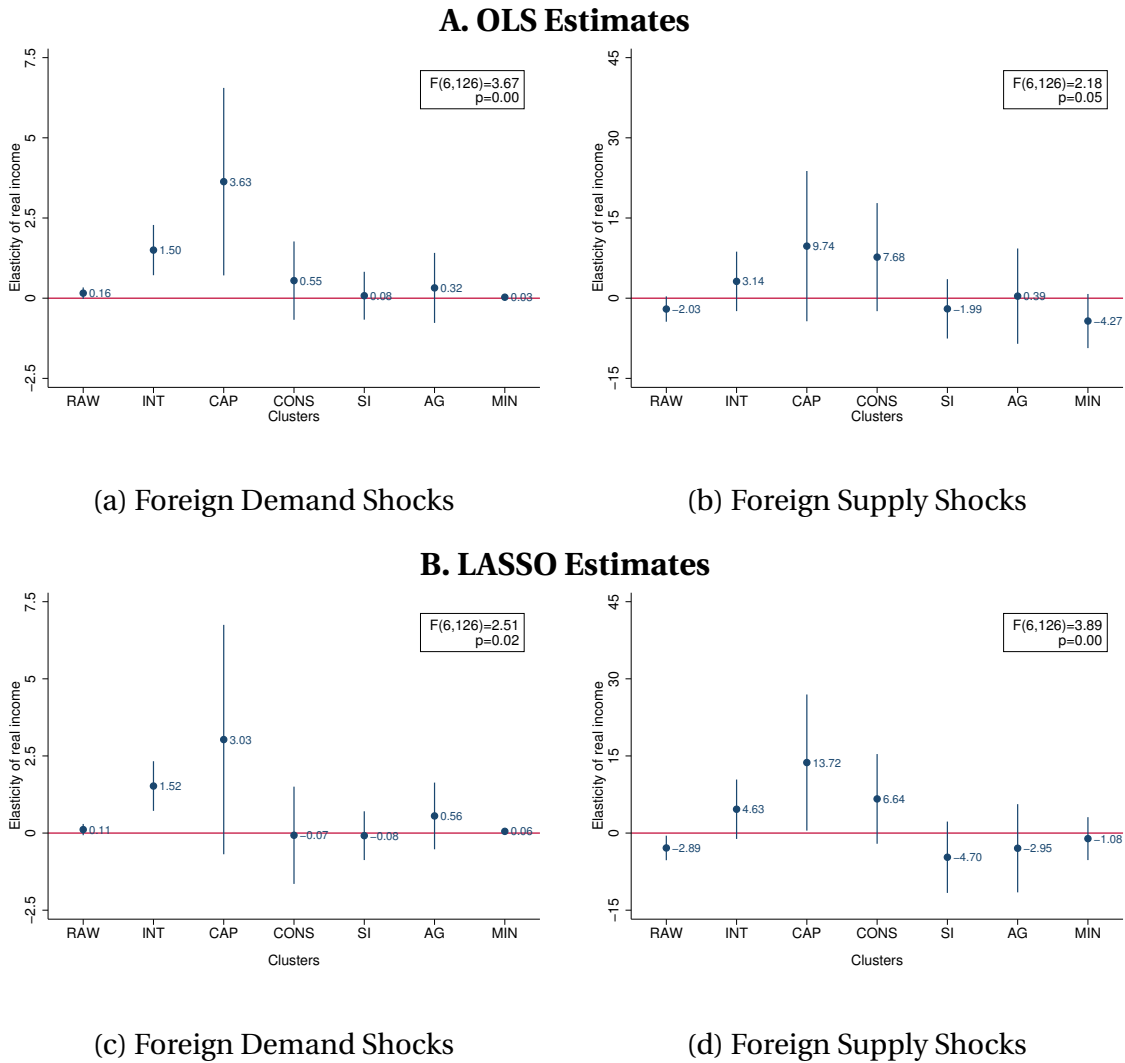 A. OLS Estimates
Elasticity of real income
7.5
5
2.5
0
−2.5
F(6,126)=3.67
p=0.00
0.16
1.50
3.63
0.55
0.08
0.32
0.03
RAW INT CAP CONS SI AG MIN
Clusters
(a) Foreign Demand Shocks
Elasticity of real income
45
30
15
0
−15
F(6,126)=2.18
p=0.05
−2.03
3.14
9.74
7.68
−1.99
0.39
−4.27
RAW INT CAP CONS SI AG MIN
Clusters
(b) Foreign Supply Shocks
B. LASSO Estimates
Elasticity of real income
7.5
5
2.5
0
−2.5
F(6,126)=2.51
p=0.02
0.11
1.52
3.03
−0.07
−0.08
0.56
0.06
RAW INT CAP CONS SI AG MIN
Clusters
(c) Foreign Demand Shocks
Elasticity of real income
45
30
15
0
−15
F(6,126)=3.89
p=0.00
−2.89
4.63
13.72
6.64
−4.70
−2.95
−1.08
RAW INT CAP CONS SI AG MIN
Clusters
(d) Foreign Supply Shocks